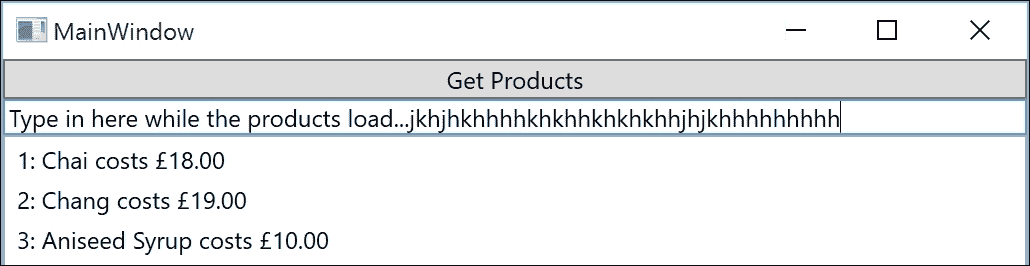 MainWindow
Get Products
Type in here while the products load...jkhjhkhhhhkhkhhkhkhkhhjhjkhhhhhhhhhh
1: Chai costs £18.00
2: Chang costs £19.00
3: Aniseed Syrup costs £10.00